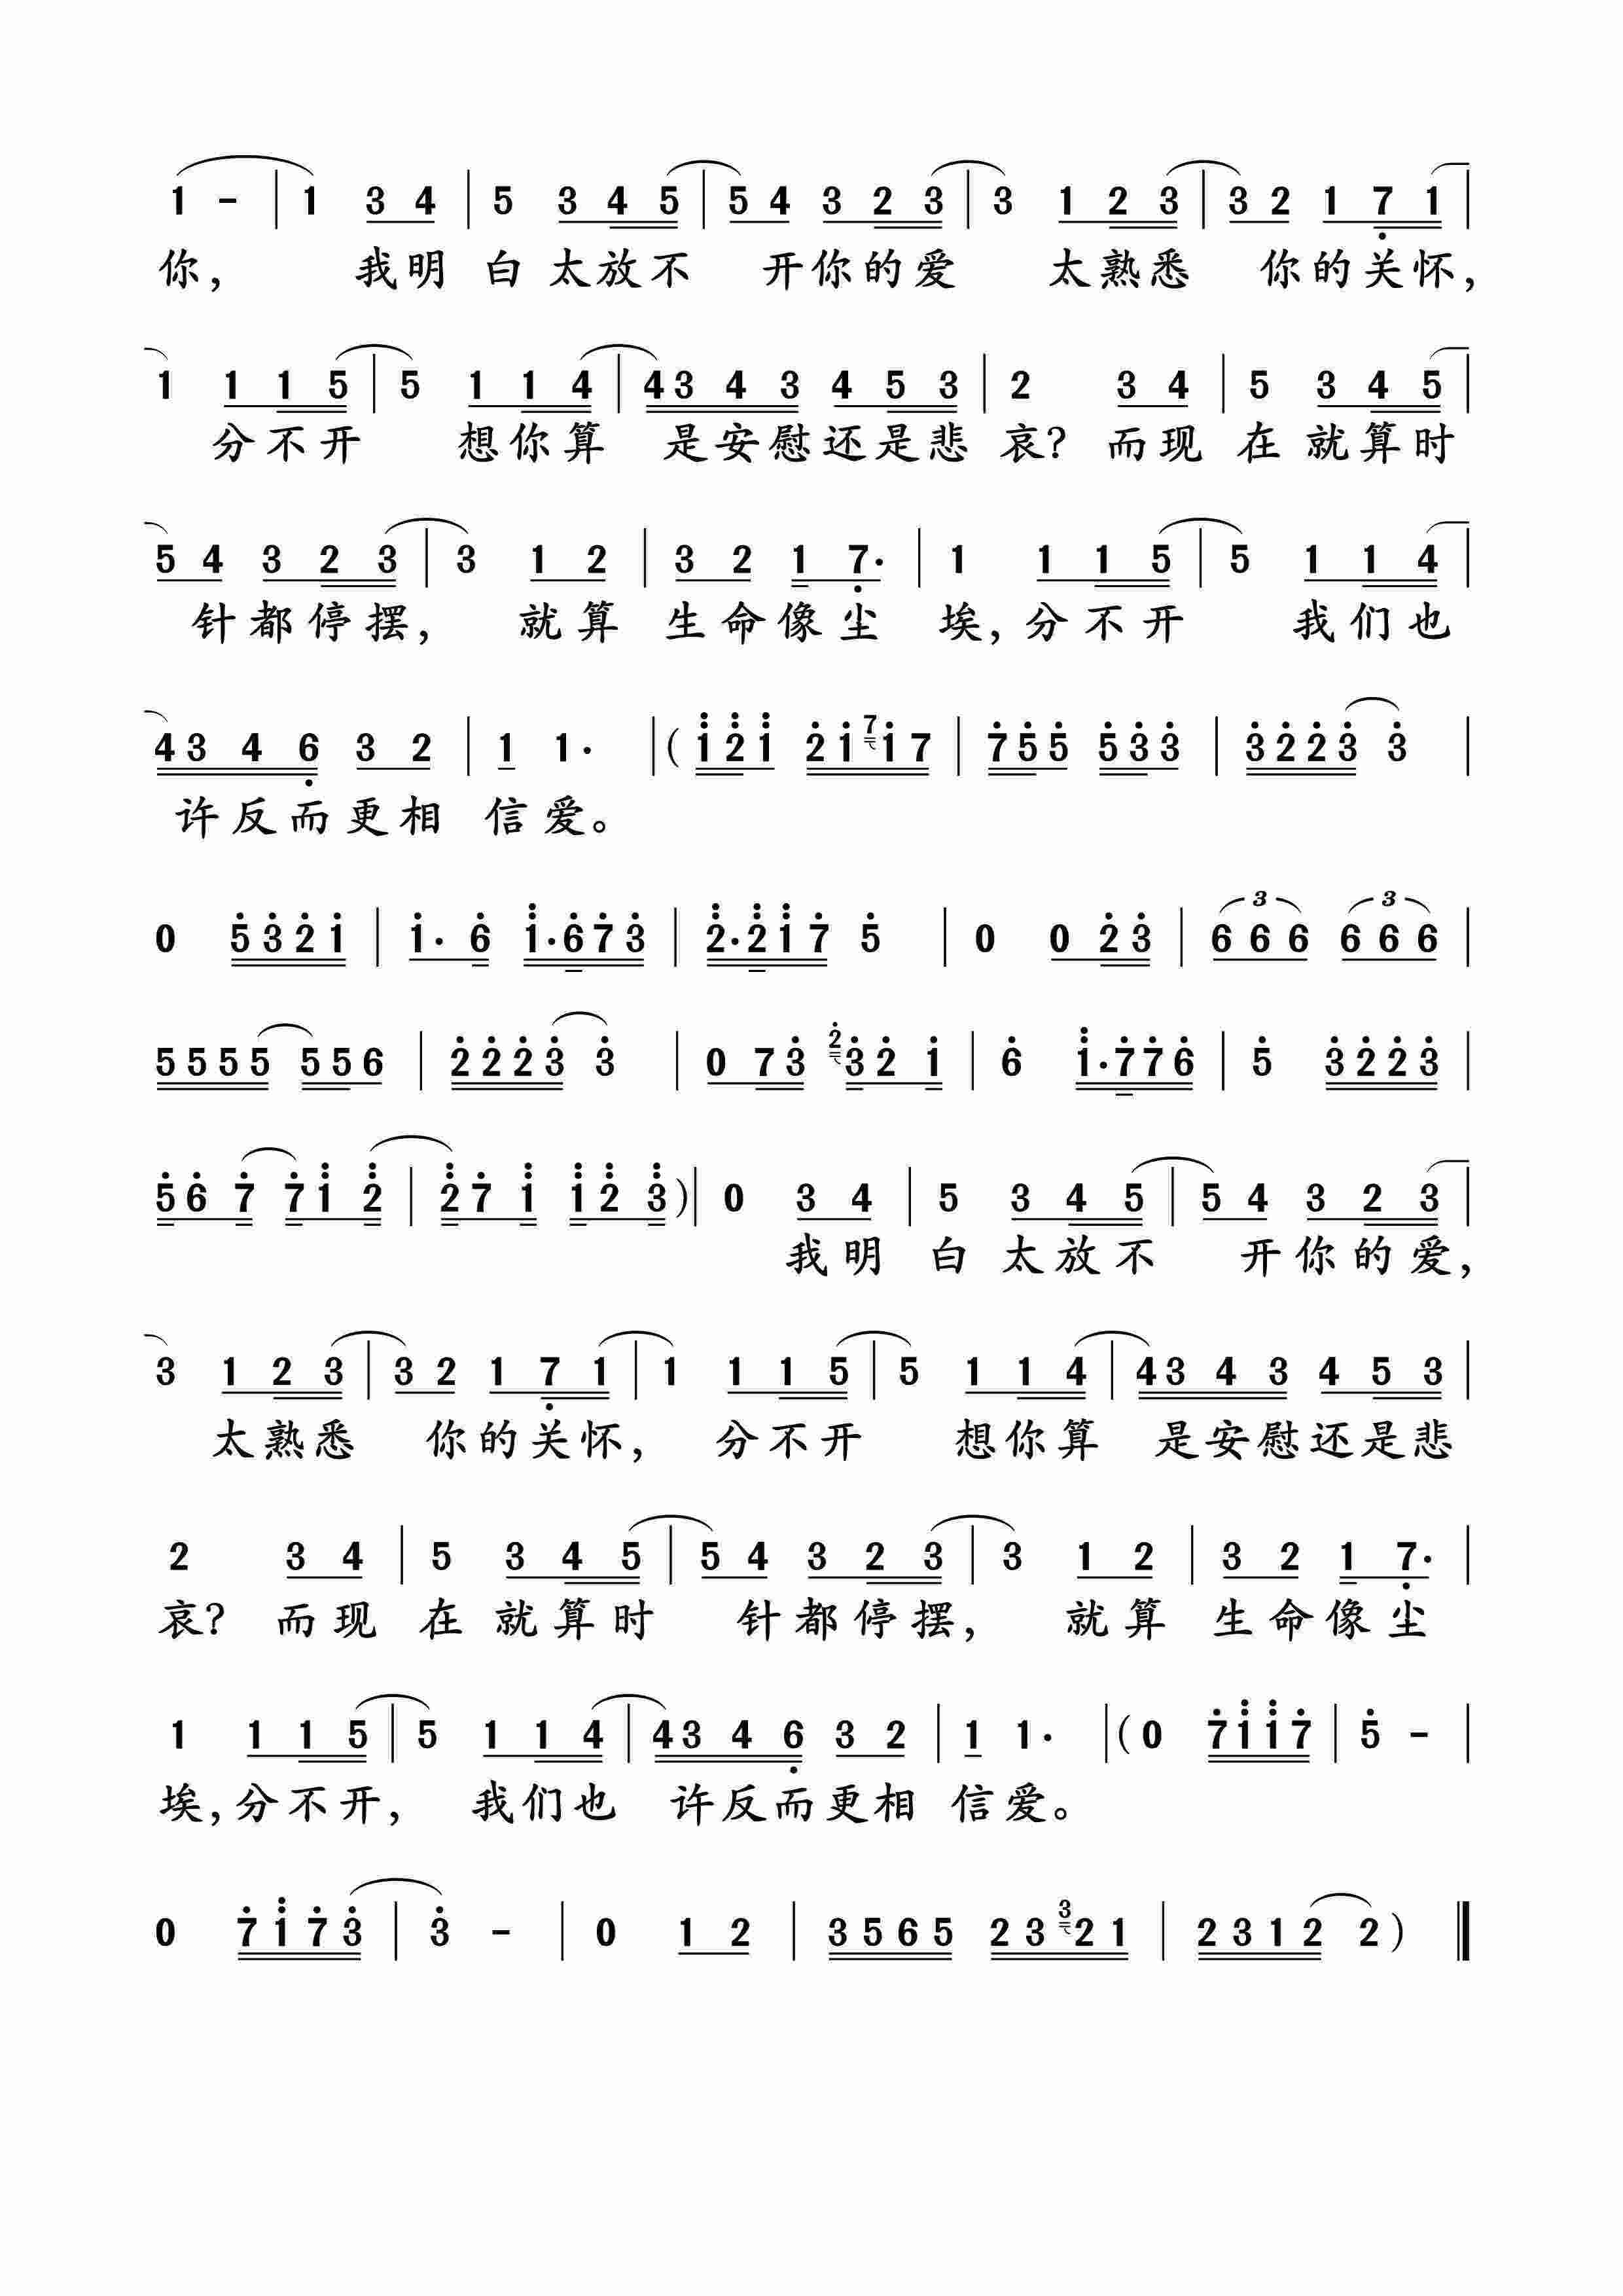 1 - | 1 3 4 | 5 3 4 5 | 5 4 3 2 3 | 3 1 2 3 | 3 2 1 7 1 |
你， 我明 白 太放不 开你的爱 太熟悉 你的关怀，
1 1 1 5 | 5 1 1 4 | 4 3 4 3 4 5 3 | 2 3 4 | 5 3 4 5 |
分不开 想你算 是安慰还是悲 哀？ 而现 在 就算时
5 4 3 2 3 | 3 1 2 | 3 2 1 7· | 1 1 1 5 | 5 1 1 4 |
针都停摆， 就算 生命像尘 埃，分不开 我们也
4 3 4 6 3 2 | 1 1· | ( 1 2 1 2 1 7 1 7 | 7 5 5 5 3 3 | 3 2 2 3 3 |
许反而更相 信爱。
0 5 3 2 1 | 1· 6 1· 6 7 3 | 2· 2 1 7 5 | 0 0 2 3 | 3 6 6 6 3 6 6 6 |
5 5 5 5 5 5 6 | 2 2 2 3 3 | 0 7 3 2 3 2 1 | 6 1· 7 7 6 | 5 3 2 2 3 |
5 6 7 7 1 2 | 2 7 1 1 2 3 ) | 0 3 4 | 5 3 4 5 | 5 4 3 2 3 |
我明 白 太放不 开你的爱，
3 1 2 3 | 3 2 1 7 1 | 1 1 1 5 | 5 1 1 4 | 4 3 4 3 4 5 3 |
太熟悉 你的关怀， 分不开 想你算 是安慰还是悲
2 3 4 | 5 3 4 5 | 5 4 3 2 3 | 3 1 2 | 3 2 1 7· |
哀？ 而现 在 就算时 针都停摆， 就算 生命像尘
1 1 1 5 | 5 1 1 4 | 4 3 4 6 3 2 | 1 1· | ( 0 7 1 1 7 | 5 - |
埃，分不开， 我们也 许反而更相 信爱。
0 7 1 7 3 | 3 - | 0 1 2 | 3 5 6 5 2 3 3 2 1 | 2 3 1 2 2 ) ‖